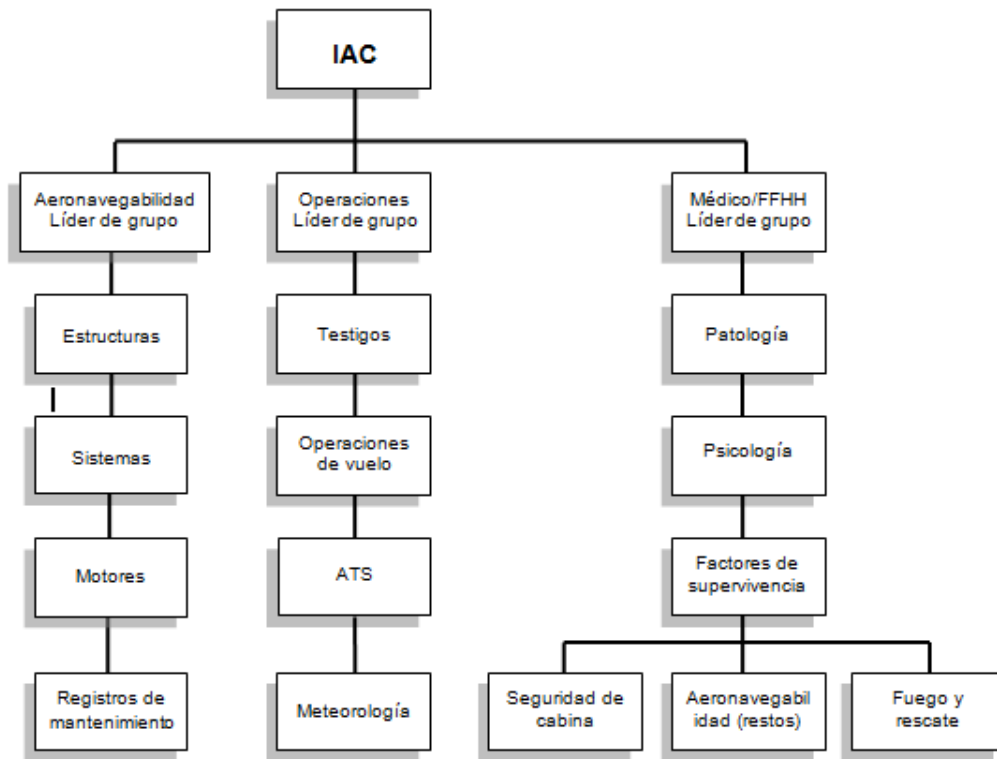 IAC
Aeronavegabilidad
Líder de grupo
Operaciones
Líder de grupo
Médico/FFHH
Líder de grupo
Estructuras
Testigos
Patología
Sistemas
Operaciones
de vuelo
Psicología
Motores
ATS
Factores de
supervivencia
Registros de
mantenimiento
Meteorología
Seguridad de
cabina
Aeronavegabil
idad (restos)
Fuego y
rescate